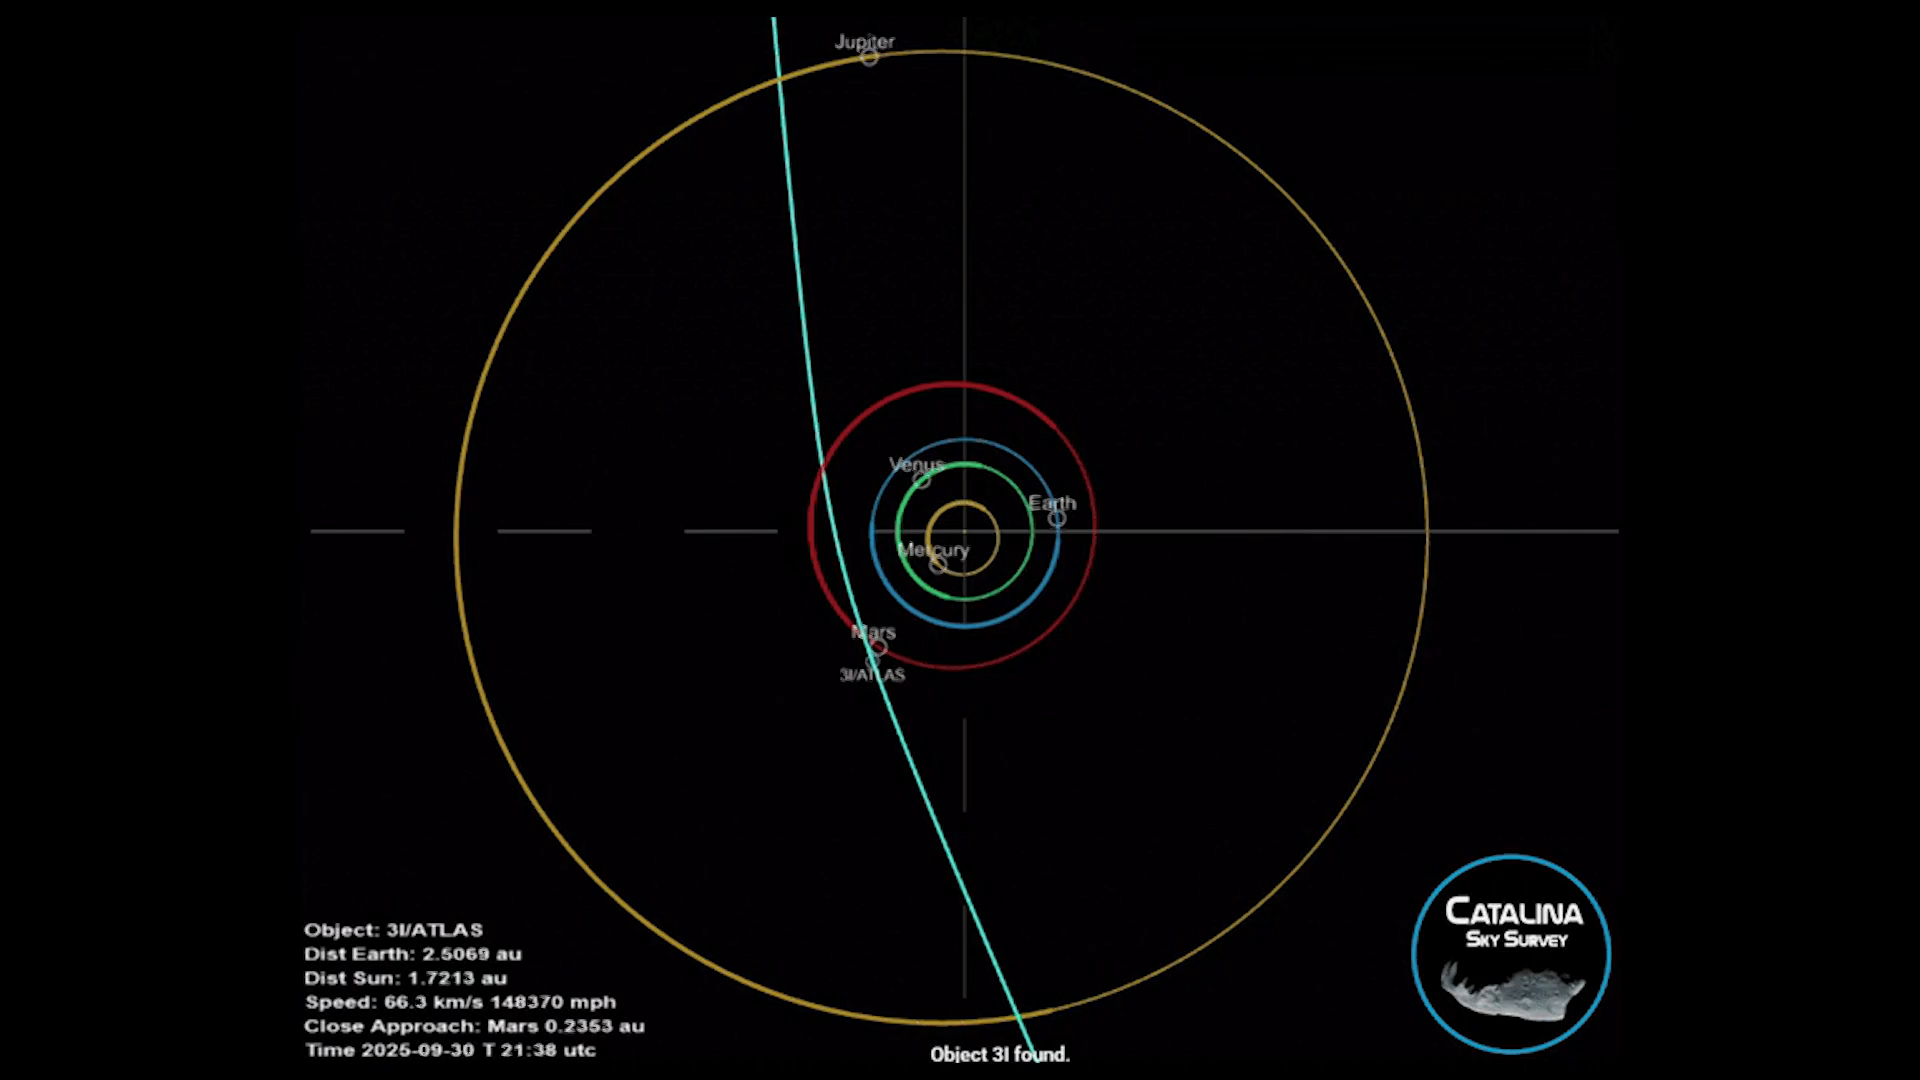 Jupiter
Venus
Earth
Mercury
Mars
3I/ATLAS
Object: 3I/ATLAS
Dist Earth: 2.5069 au
Dist Sun: 1.7213 au
Speed: 66.3 km/s 148370 mph
Close Approach: Mars 0.2353 au
Time 2025-09-30 T 21:38 utc
CATALINA
SKY SURVEY
Object 3I found.